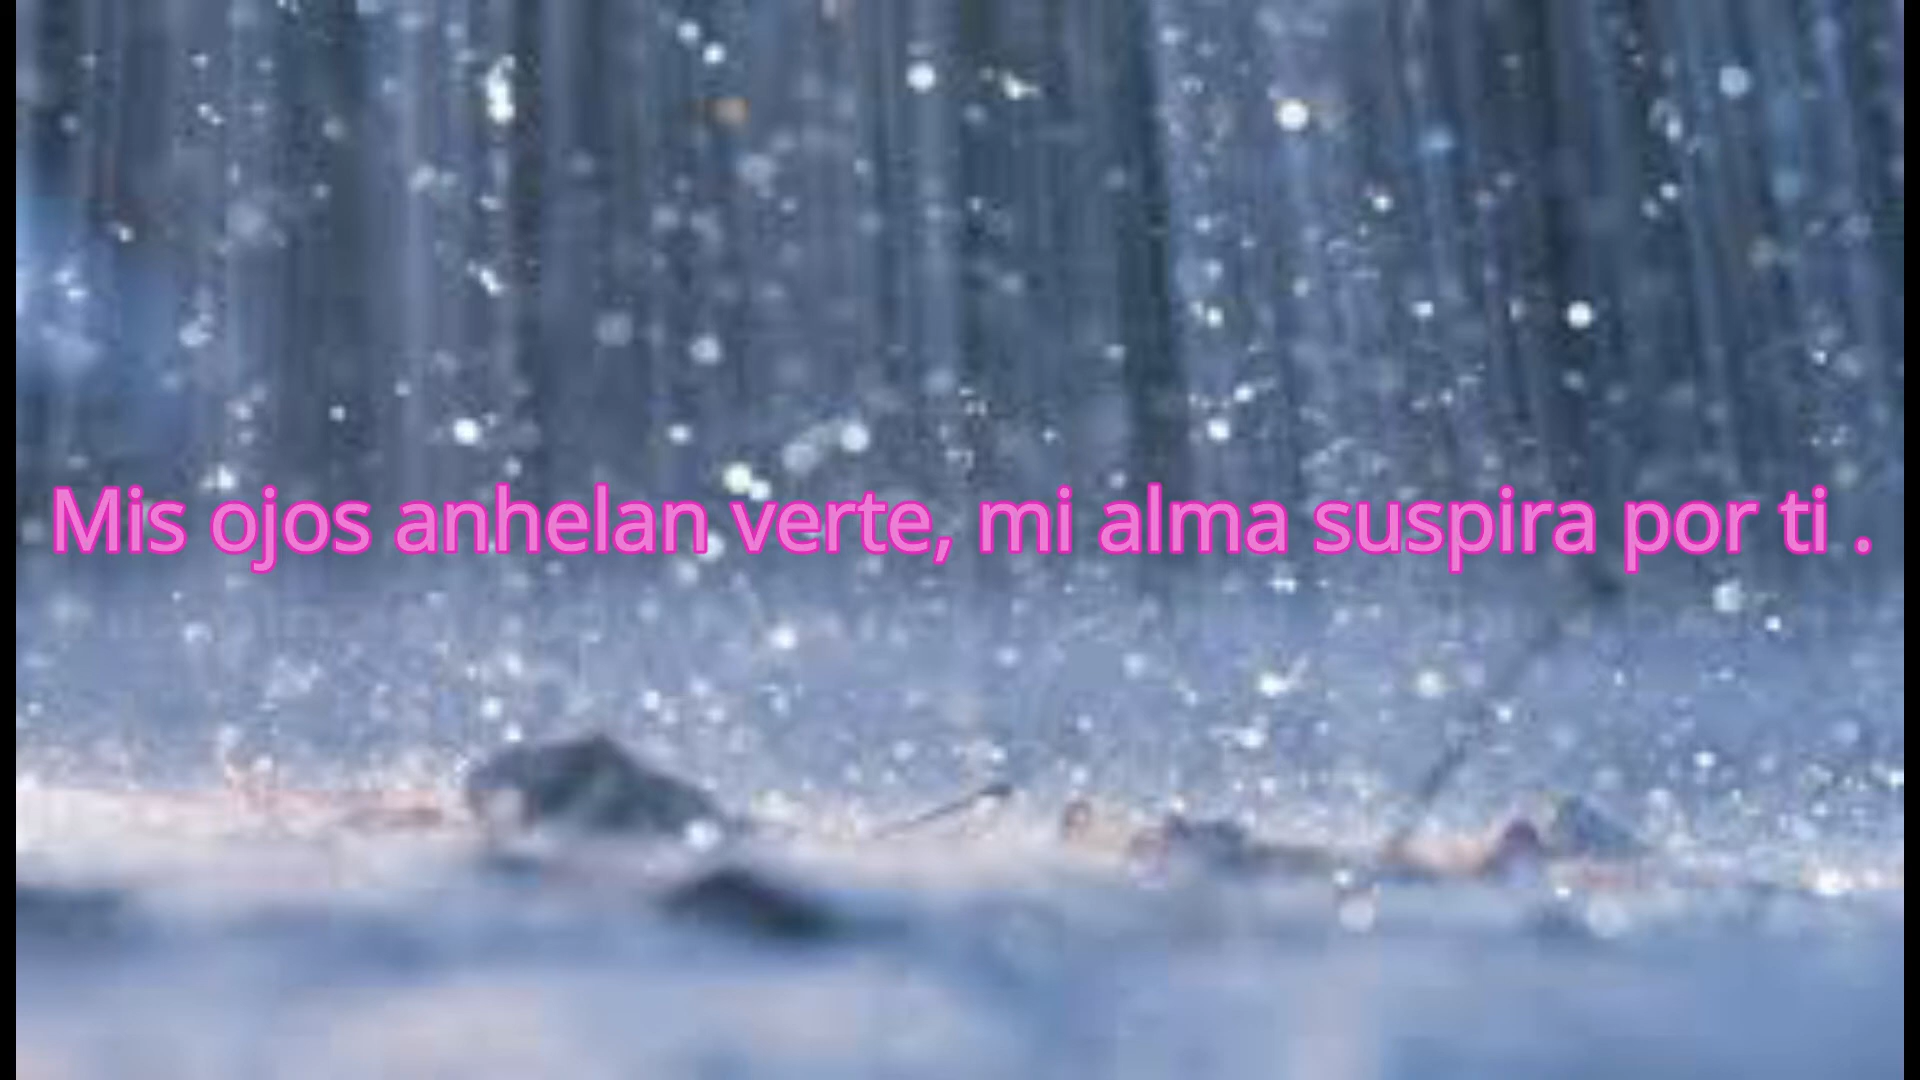 Mis ojos anhelan verte, mi alma suspira por ti .